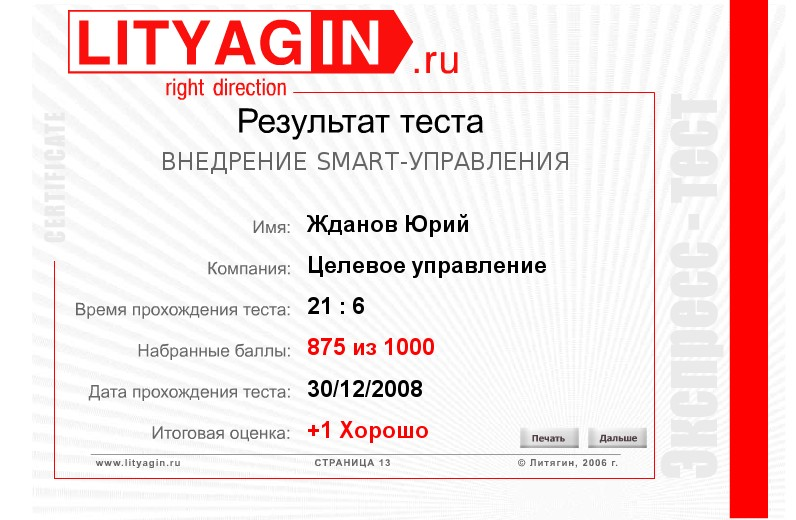 LITYAGIN.ru
right direction
Результат теста
ВНЕДРЕНИЕ SMART-УПРАВЛЕНИЯ
Имя: Жданов Юрий
Компания: Целевое управление
Время прохождения теста: 21 : 6
Набранные баллы: 875 из 1000
Дата прохождения теста: 30/12/2008
Итоговая оценка: +1 Хорошо
Печать Дальше
www.lityagin.ru СТРАНИЦА 13 © Литягин, 2006 г.
CERTIFICATE
Экспресс - тест